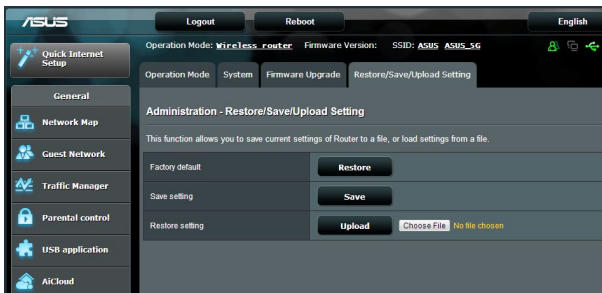 ASUS
Logout
Reboot
English
Quick Internet
Setup
Operation Mode: Wireless router Firmware Version: SSID: ASUS ASUS_5G
Operation Mode
System
Firmware Upgrade
Restore/Save/Upload Setting
General
Network Map
Guest Network
Traffic Manager
Parental control
USB application
AiCloud
Administration - Restore/Save/Upload Setting
This function allows you to save current settings of Router to a file, or load settings from a file.
Factory default
Restore
Save setting
Save
Restore setting
Upload
Choose File No file chosen